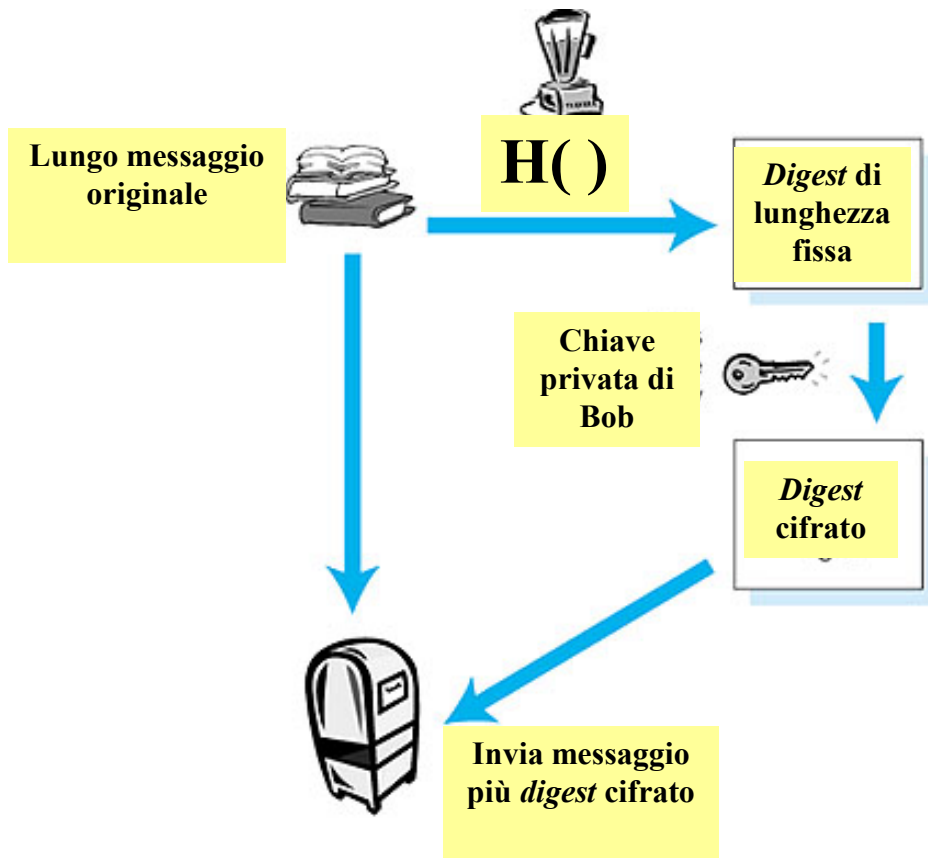 Lungo messaggio
originale
H( )
Digest di
lunghezza
fissa
Chiave
privata di
Bob
Digest
cifrato
Invia messaggio
più digest cifrato